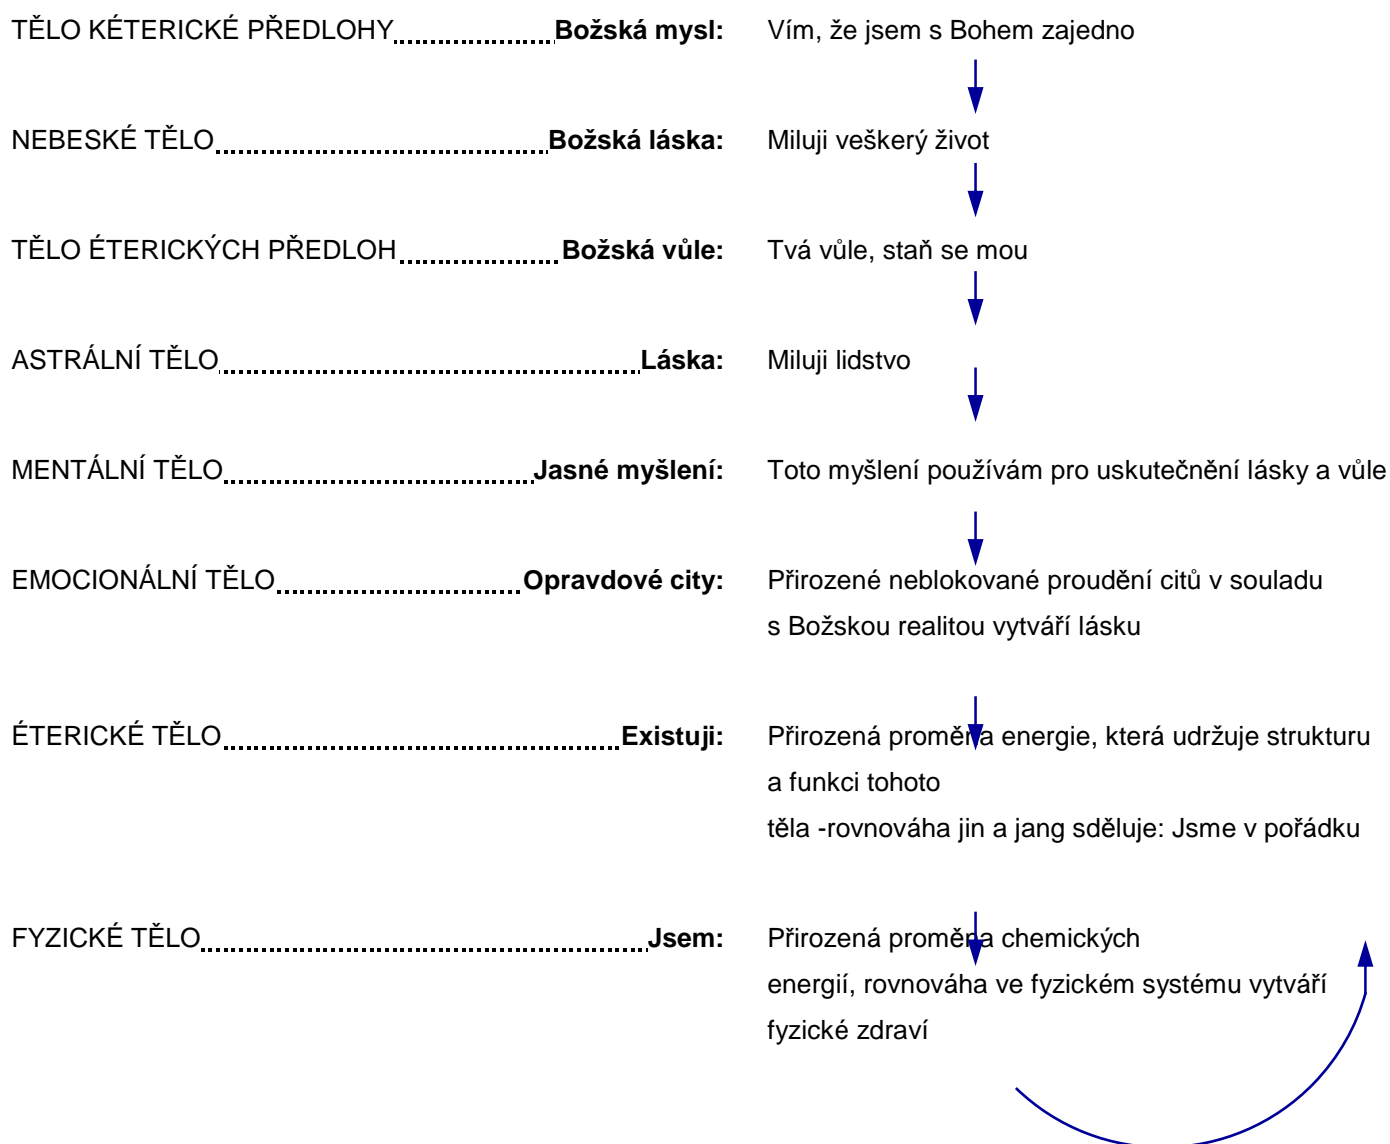 TĚLO KÉTERICKÉ PŘEDLOHY........................Božská mysl: Vím, že jsem s Bohem zajedno
NEBESKÉ TĚLO........................Božská láska: Miluji veškerý život
TĚLO ÉTERICKÝCH PŘEDLOH........................Božská vůle: Tvá vůle, staň se mou
ASTRÁLNÍ TĚLO........................Láska: Miluji lidstvo
MENTÁLNÍ TĚLO........................Jasné myšlení: Toto myšlení používám pro uskutečnění lásky a vůle
EMOCIONÁLNÍ TĚLO........................Opravdové city: Přirozené neblokované proudění citů v souladu
s Božskou realitou vytváří lásku
ÉTERICKÉ TĚLO........................Existuji: Přirozená proměna energie, která udržuje strukturu
a funkci tohoto
těla -rovnováha jin a jang sděluje: Jsme v pořádku
FYZICKÉ TĚLO........................Jsem: Přirozená proměna chemických
energií, rovnováha ve fyzickém systému vytváří
fyzické zdraví